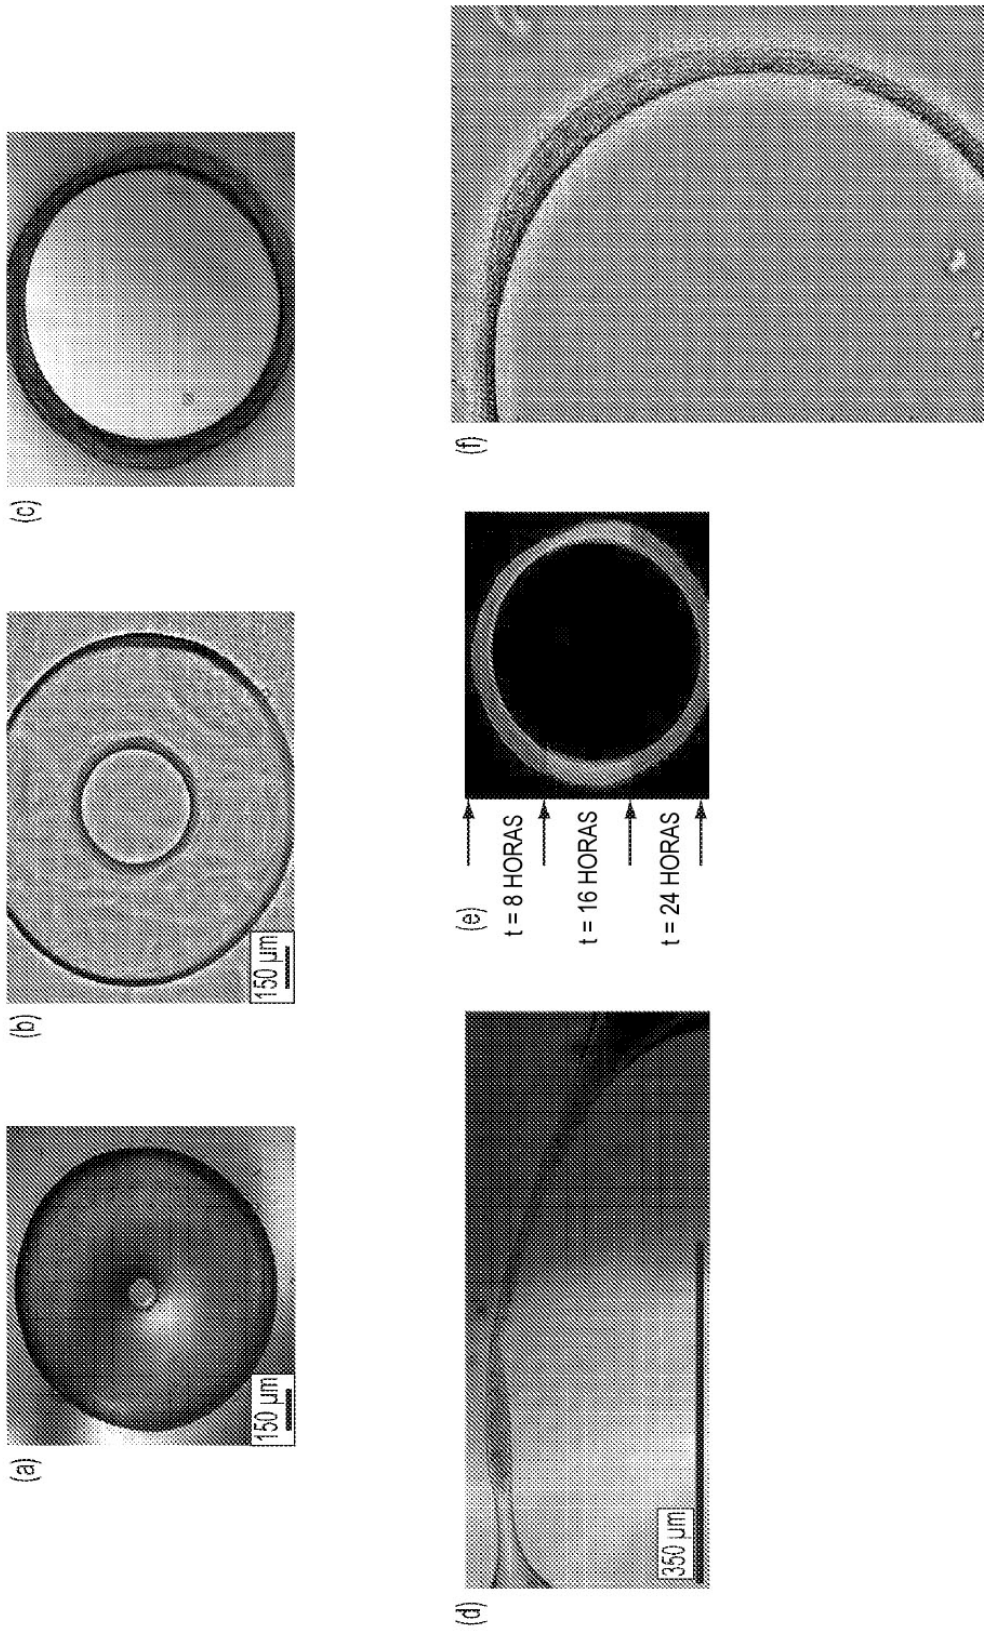 (a)
150 µm
(b)
150 µm
(c)
(d)
350 µm
(e)
t = 8 HORAS
t = 16 HORAS
t = 24 HORAS
(f)